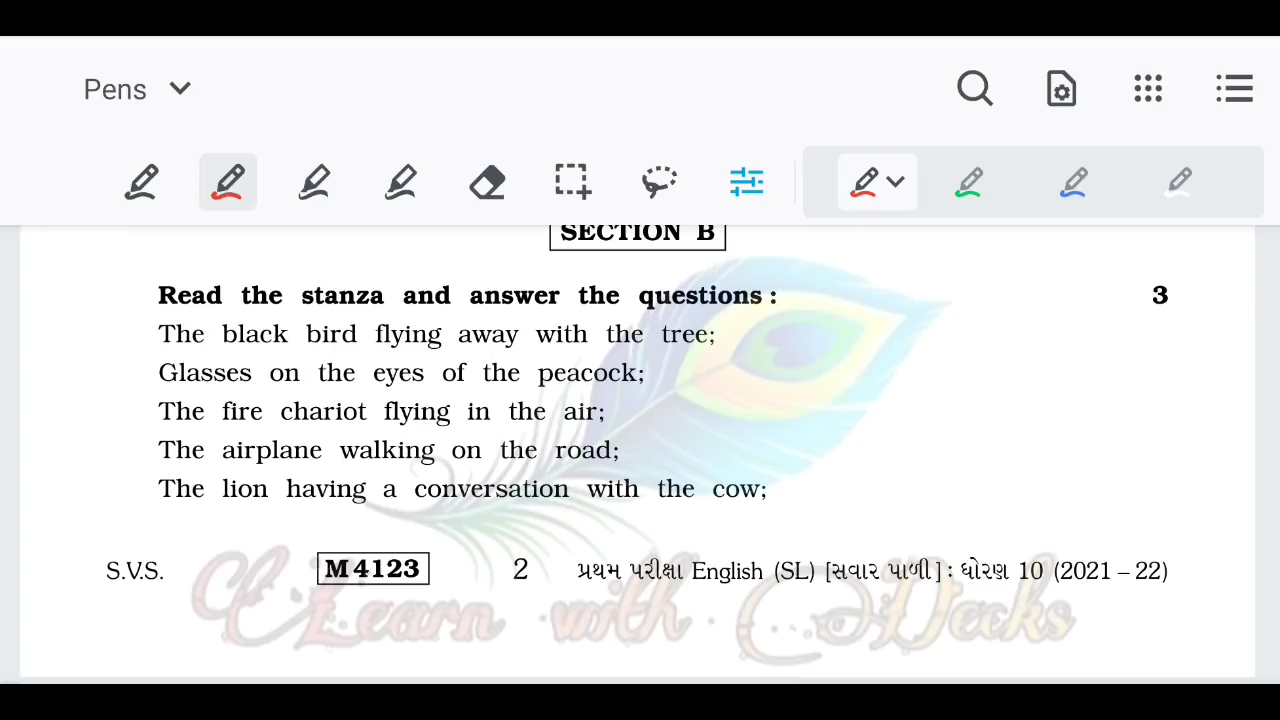 Pens
SECTION B
Read the stanza and answer the questions : 3
The black bird flying away with the tree;
Glasses on the eyes of the peacock;
The fire chariot flying in the air;
The airplane walking on the road;
The lion having a conversation with the cow;
S.V.S. M 4123 2 પ્રથમ પરીક્ષા English (SL) [સવાર પાળી] : ધોરણ 10 (2021 – 22)
Learn with Decks